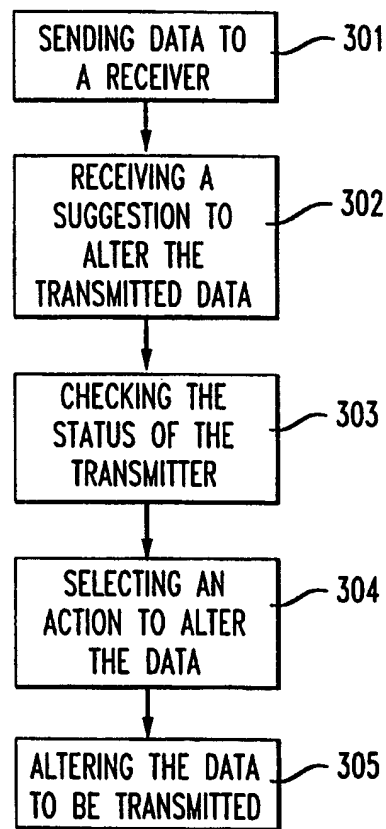 SENDING DATA TO
A RECEIVER
301
RECEIVING A
SUGGESTION TO
ALTER THE
TRANSMITTED DATA
302
CHECKING THE
STATUS OF THE
TRANSMITTER
303
SELECTING AN
ACTION TO ALTER
THE DATA
304
ALTERING THE DATA
TO BE TRANSMITTED
305